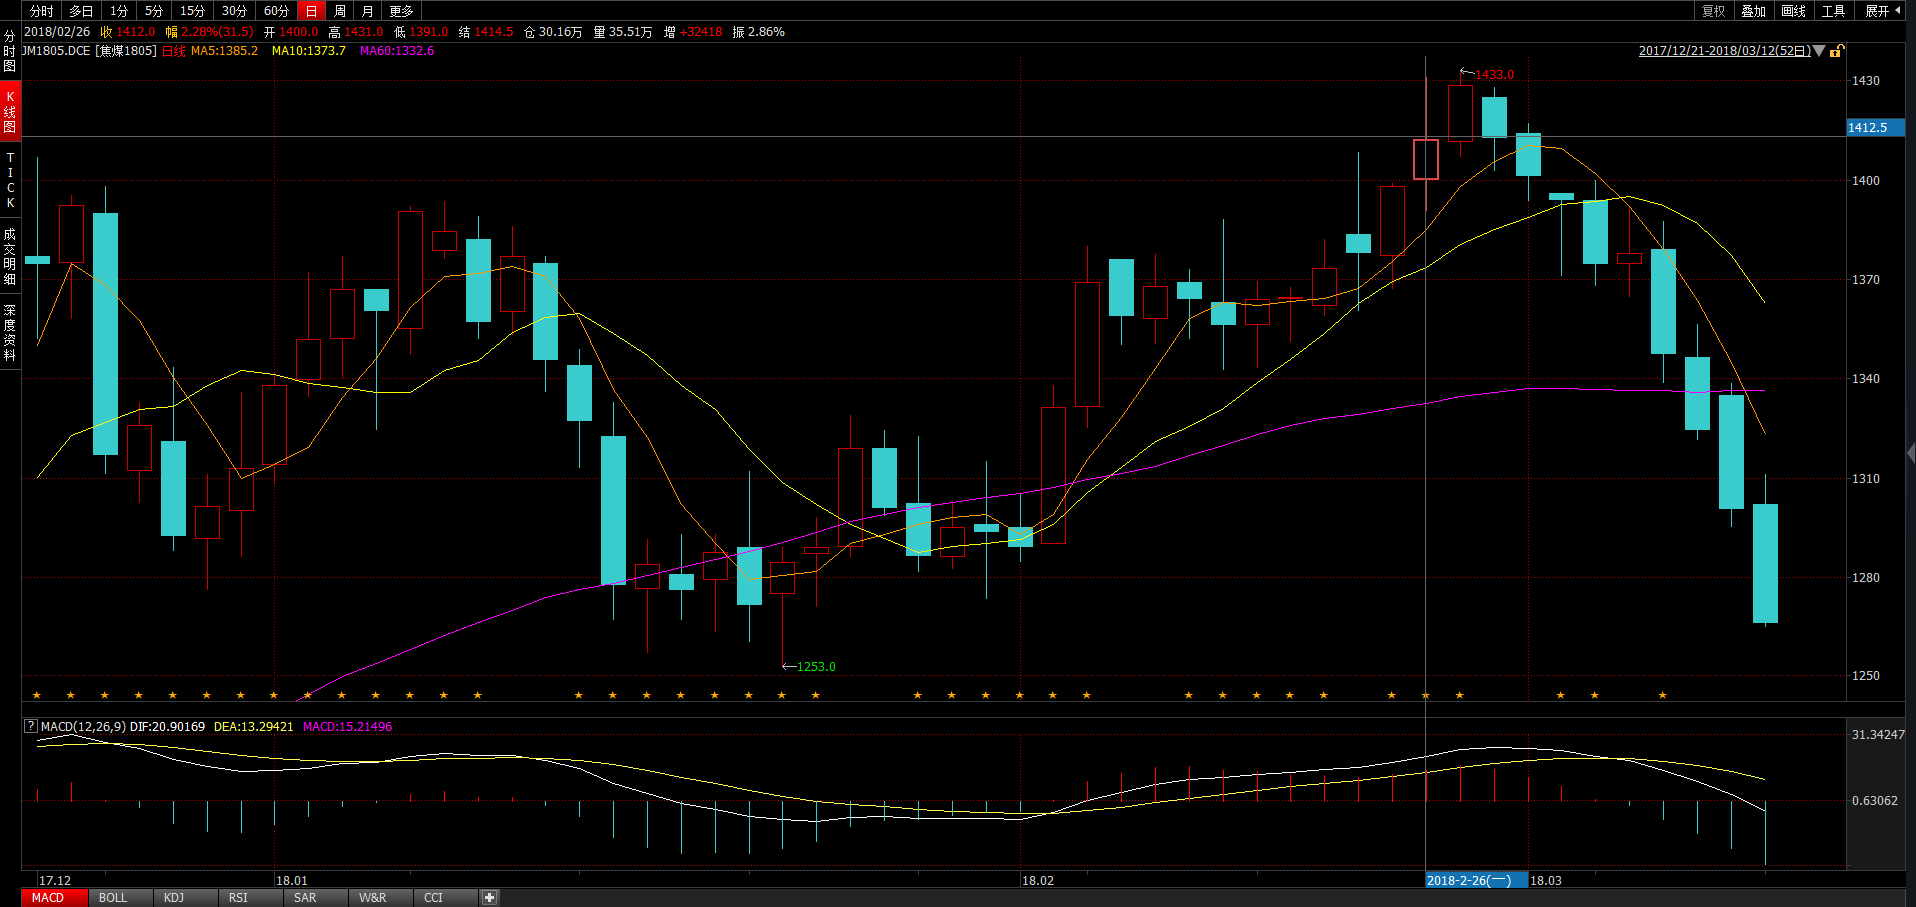 分时 多日 1分 5分 15分 30分 60分 日 周 月 更多 复权 叠加 画线 工具 展开
2018/02/26 收 1412.0 幅 2.28%(31.5) 开 1400.0 高 1431.0 低 1391.0 结 1414.5 仓 30.16万 量 35.51万 增 +32418 振 2.86%
JM1805.DCE [焦煤1805] 日线 MA5:1385.2 MA10:1373.7 MA60:1332.6 2017/12/21-2018/03/12(52日)
分时图
K线图
TICK
成交明细
深度资料
1433.0
1430
1412.5
1400
1370
1340
1310
1280
1253.0
1250
? MACD(12,26,9) DIF:20.90169 DEA:13.29421 MACD:15.21496
31.34247
0.63062
17.12 18.01 18.02 2018-2-26(一) 18.03
MACD BOLL KDJ RSI SAR W&R CCI